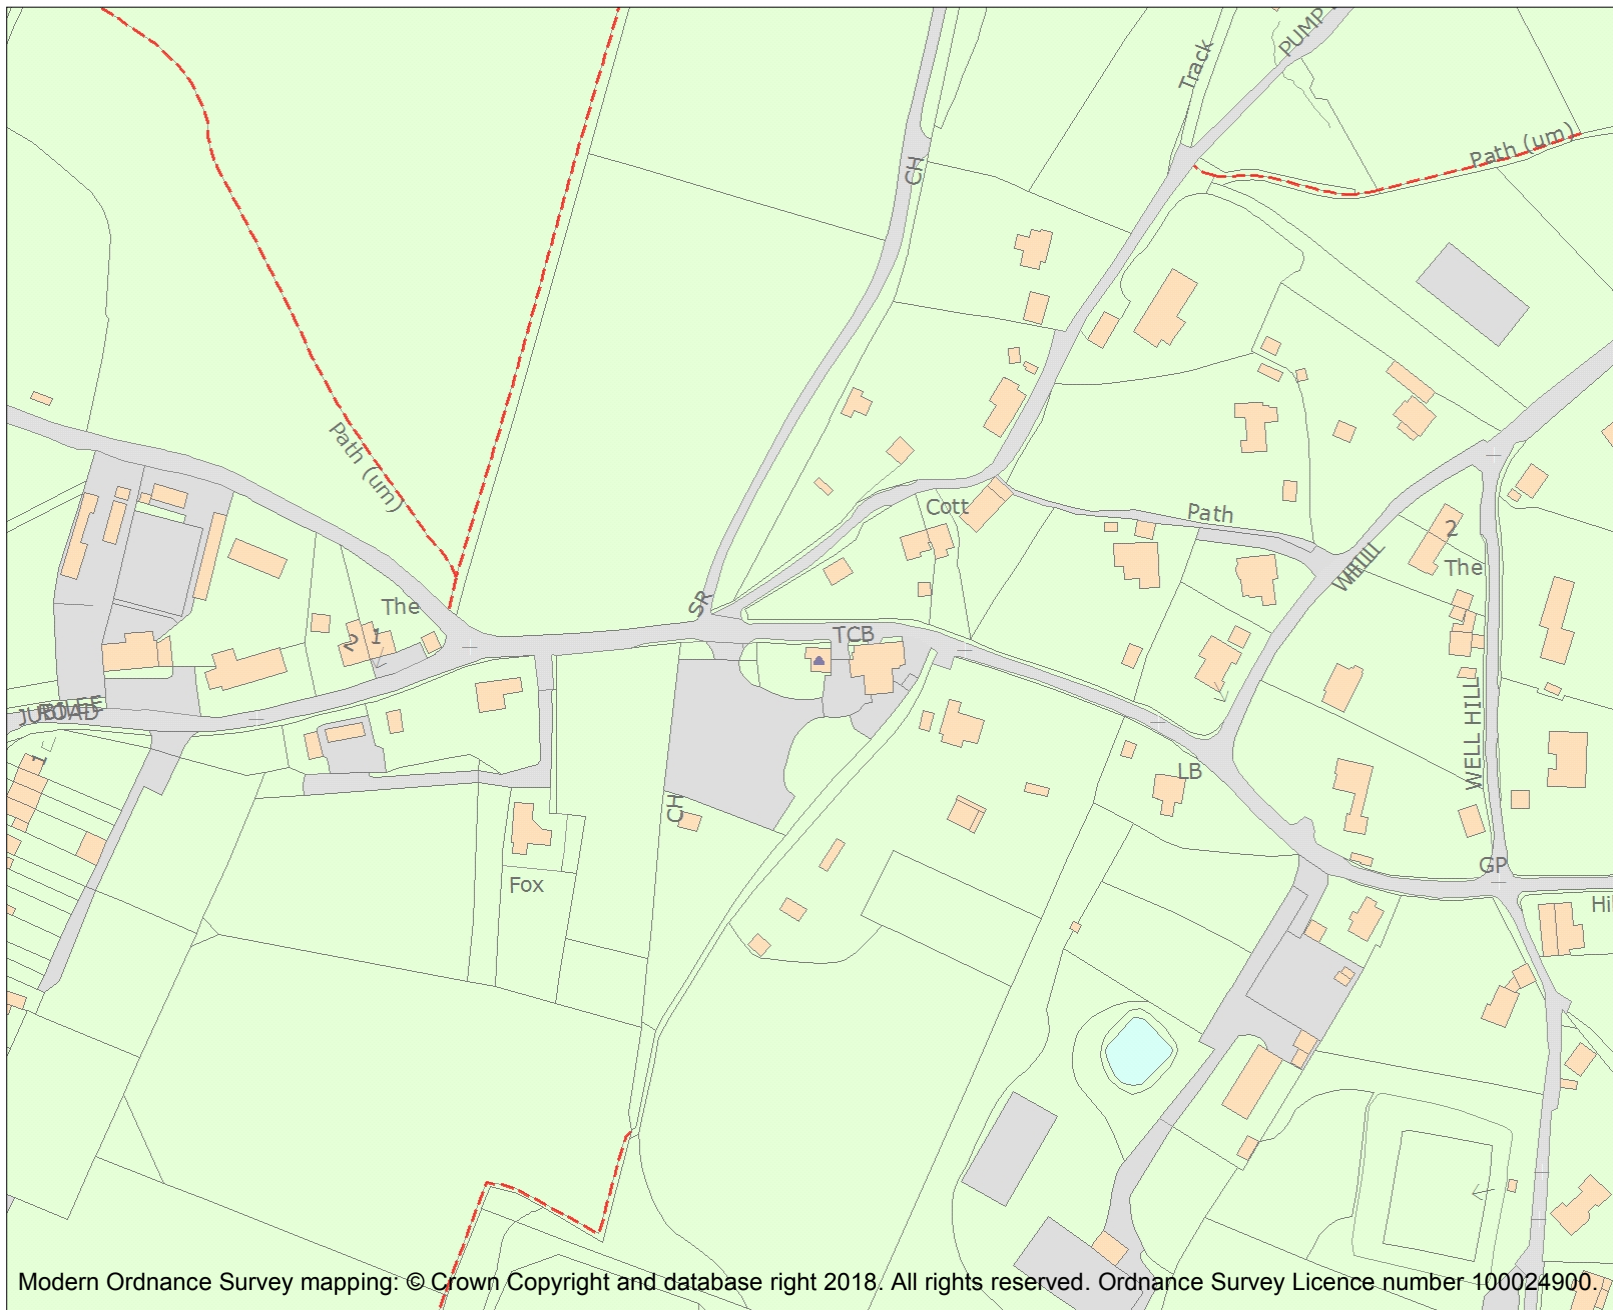 PUMP
Track
Path (um)
CH
Path (um)
Cott
Path
2
HILL
The
The
SR
TCB
2 1
WELL HILL
JUBILEE
ROAD
1
LB
CH
GP
Fox
Hil
Modern Ordnance Survey mapping: © Crown Copyright and database right 2018. All rights reserved. Ordnance Survey Licence number 100024900.